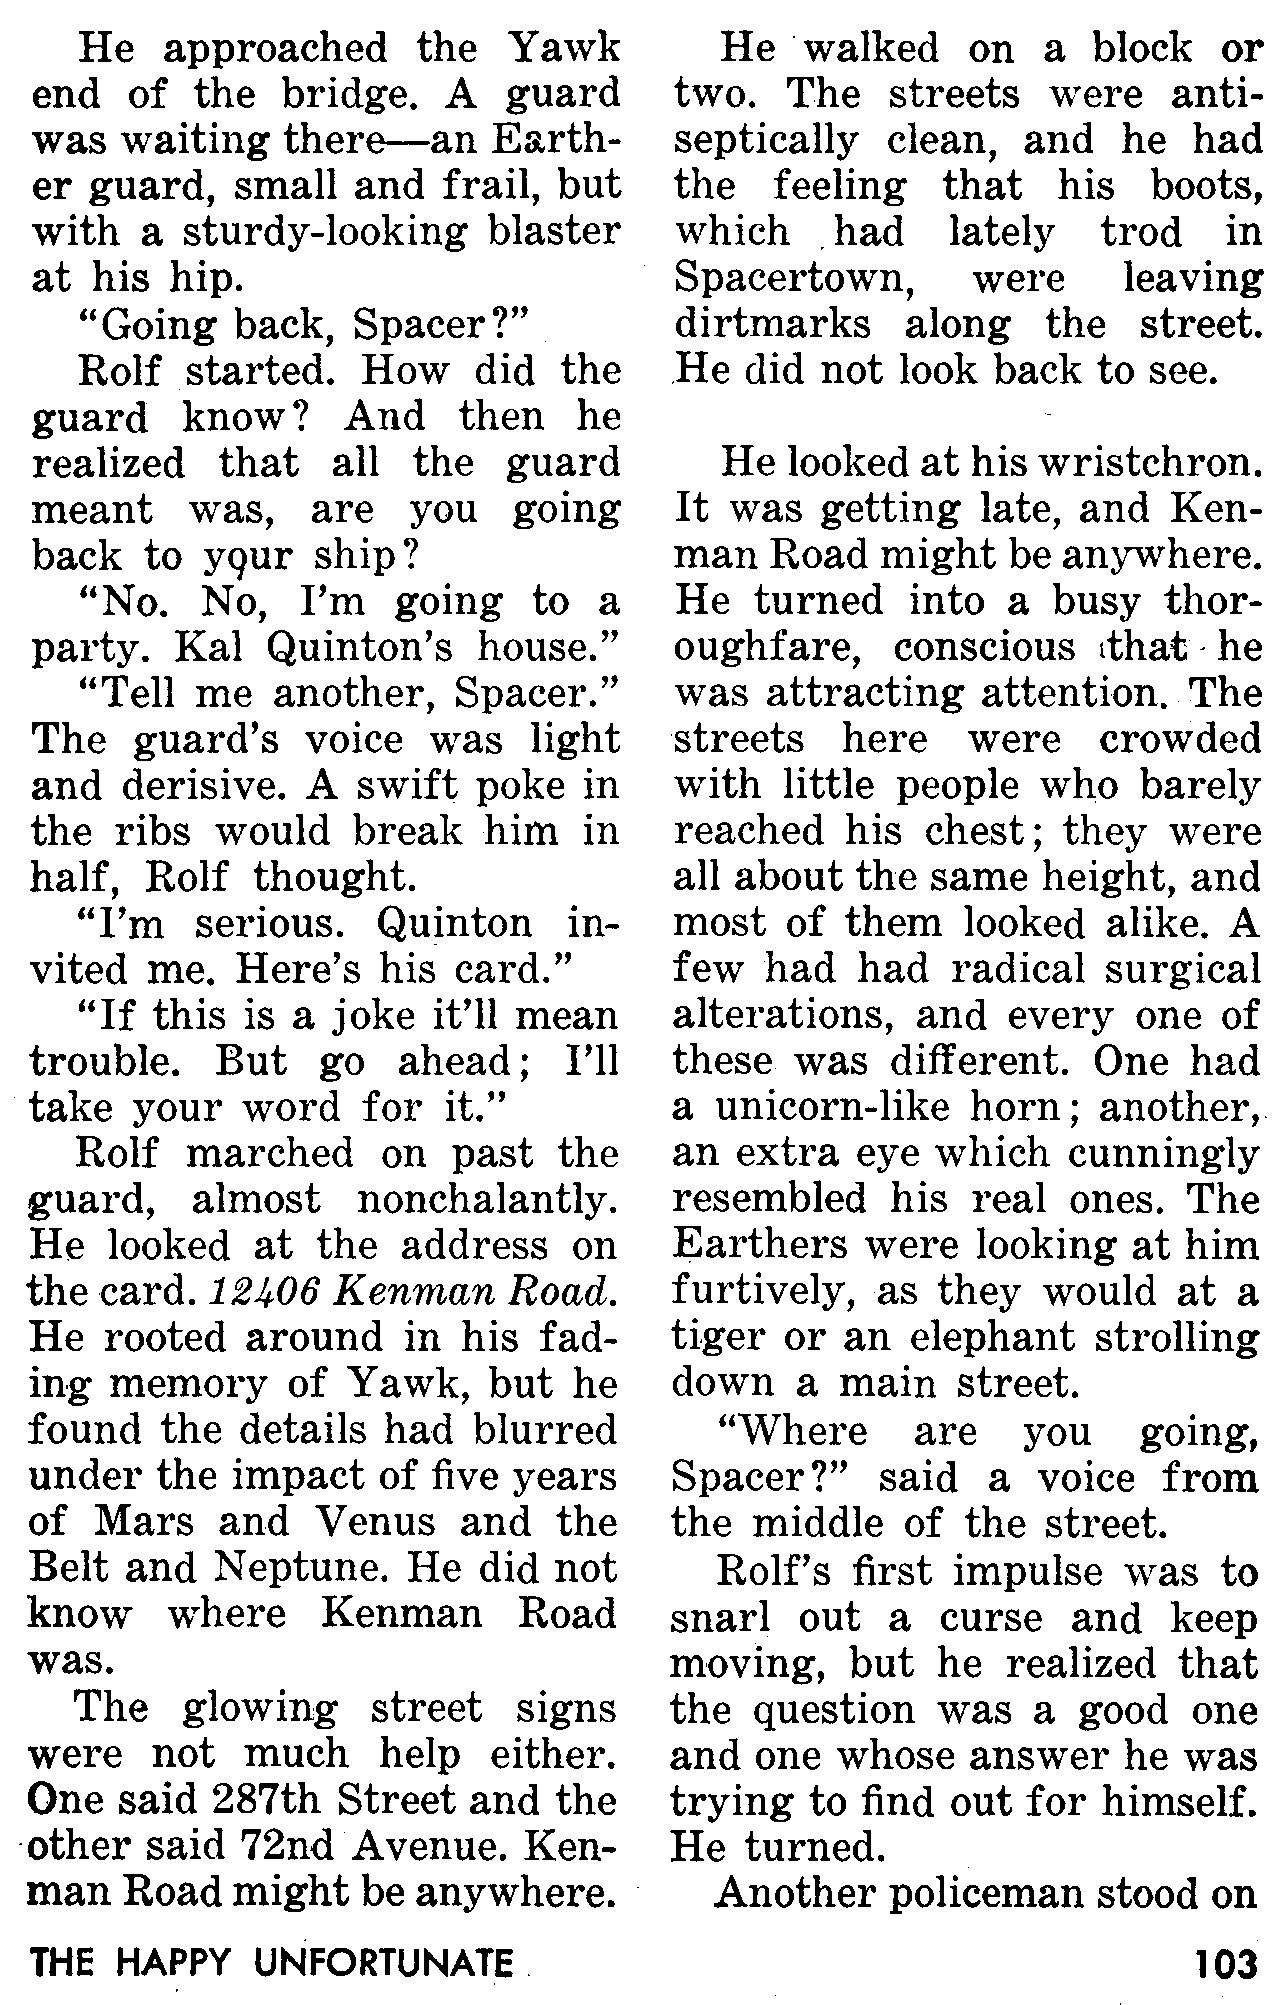 He approached the Yawk
end of the bridge. A guard
was waiting there—an Earth-
er guard, small and frail, but
with a sturdy-looking blaster
at his hip.
“Going back, Spacer?”
Rolf started. How did the
guard know? And then he
realized that all the guard
meant was, are you going
back to your ship?
“No. No, I’m going to a
party. Kal Quinton’s house.”
“Tell me another, Spacer.”
The guard’s voice was light
and derisive. A swift poke in
the ribs would break him in
half, Rolf thought.
“I’m serious. Quinton in-
vited me. Here’s his card.”
“If this is a joke it’ll mean
trouble. But go ahead; I’ll
take your word for it.”
Rolf marched on past the
guard, almost nonchalantly.
He looked at the address on
the card. 12406 Kenman Road.
He rooted around in his fad-
ing memory of Yawk, but he
found the details had blurred
under the impact of five years
of Mars and Venus and the
Belt and Neptune. He did not
know where Kenman Road
was.
The glowing street signs
were not much help either.
One said 287th Street and the
other said 72nd Avenue. Ken-
man Road might be anywhere.
He walked on a block or
two. The streets were anti-
septically clean, and he had
the feeling that his boots,
which had lately trod in
Spacertown, were leaving
dirtmarks along the street.
He did not look back to see.
He looked at his wristchron.
It was getting late, and Ken-
man Road might be anywhere.
He turned into a busy thor-
oughfare, conscious that he
was attracting attention. The
streets here were crowded
with little people who barely
reached his chest; they were
all about the same height, and
most of them looked alike. A
few had had radical surgical
alterations, and every one of
these was different. One had
a unicorn-like horn; another,
an extra eye which cunningly
resembled his real ones. The
Earthers were looking at him
furtively, as they would at a
tiger or an elephant strolling
down a main street.
“Where are you going,
Spacer?” said a voice from
the middle of the street.
Rolf’s first impulse was to
snarl out a curse and keep
moving, but he realized that
the question was a good one
and one whose answer he was
trying to find out for himself.
He turned.
Another policeman stood on
THE HAPPY UNFORTUNATE 103